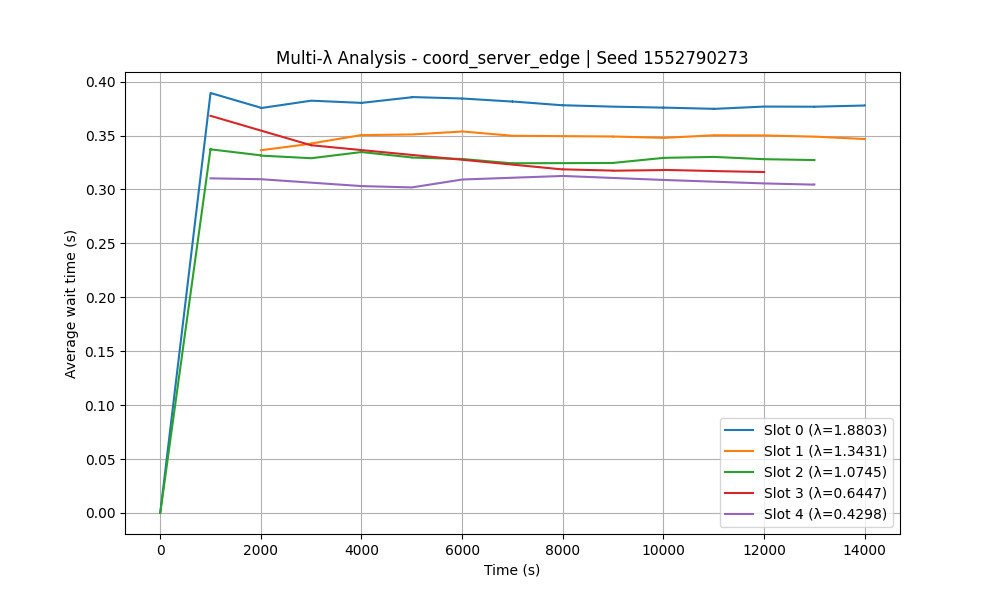 Multi-λ Analysis - coord_server_edge | Seed 1552790273
Average wait time (s)
0.40
0.35
0.30
0.25
0.20
0.15
0.10
0.05
0.00
Slot 0 (λ=1.8803)
Slot 1 (λ=1.3431)
Slot 2 (λ=1.0745)
Slot 3 (λ=0.6447)
Slot 4 (λ=0.4298)
0 2000 4000 6000 8000 10000 12000 14000
Time (s)